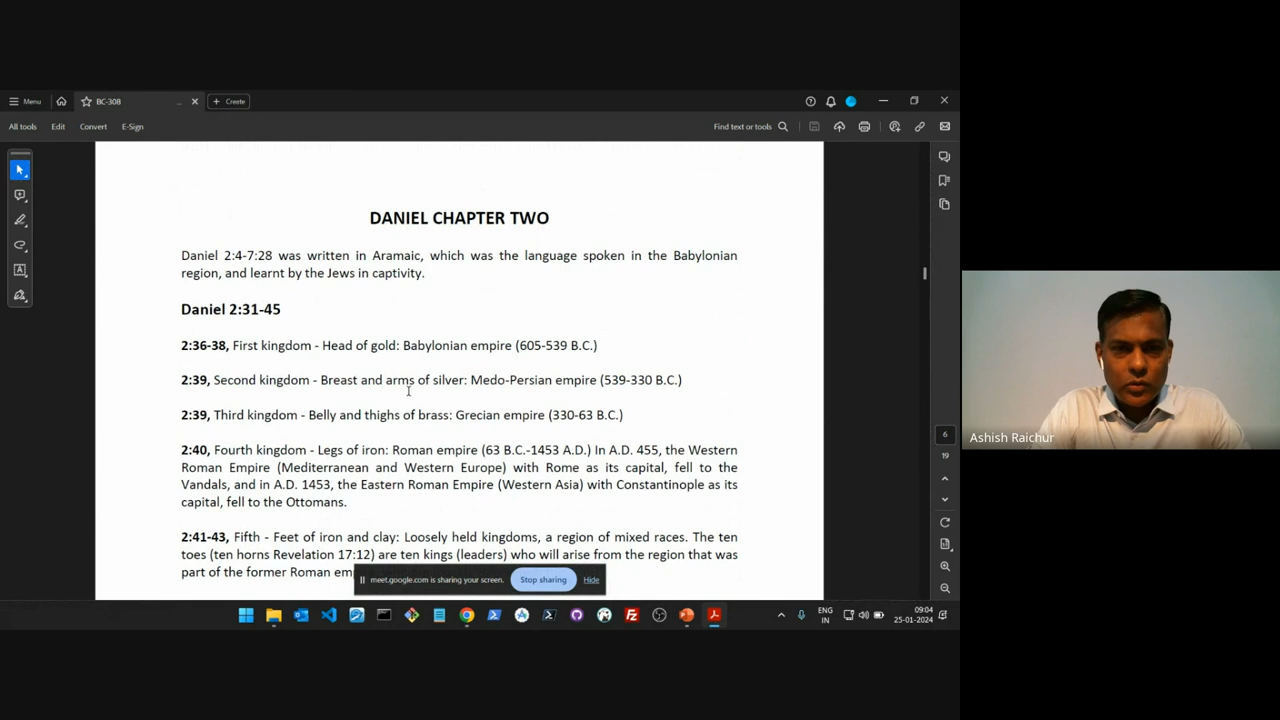 Menu
BC-308
...
Create
All tools
Edit
Convert
E-Sign
Find text or tools
DANIEL CHAPTER TWO
Daniel 2:4-7:28 was written in Aramaic, which was the language spoken in the Babylonian
region, and learnt by the Jews in captivity.
Daniel 2:31-45
2:36-38, First kingdom - Head of gold: Babylonian empire (605-539 B.C.)
2:39, Second kingdom - Breast and arms of silver: Medo-Persian empire (539-330 B.C.)
2:39, Third kingdom - Belly and thighs of brass: Grecian empire (330-63 B.C.)
2:40, Fourth kingdom - Legs of iron: Roman empire (63 B.C.-1453 A.D.) In A.D. 455, the Western
Roman Empire (Mediterranean and Western Europe) with Rome as its capital, fell to the
Vandals, and in A.D. 1453, the Eastern Roman Empire (Western Asia) with Constantinople as its
capital, fell to the Ottomans.
2:41-43, Fifth - Feet of iron and clay: Loosely held kingdoms, a region of mixed races. The ten
toes (ten horns Revelation 17:12) are ten kings (leaders) who will arise from the region that was
part of the former Roman em
meet.google.com is sharing your screen.
Stop sharing
Hide
6
19
Ashish Raichur
ENG
IN
09:04
25-01-2024